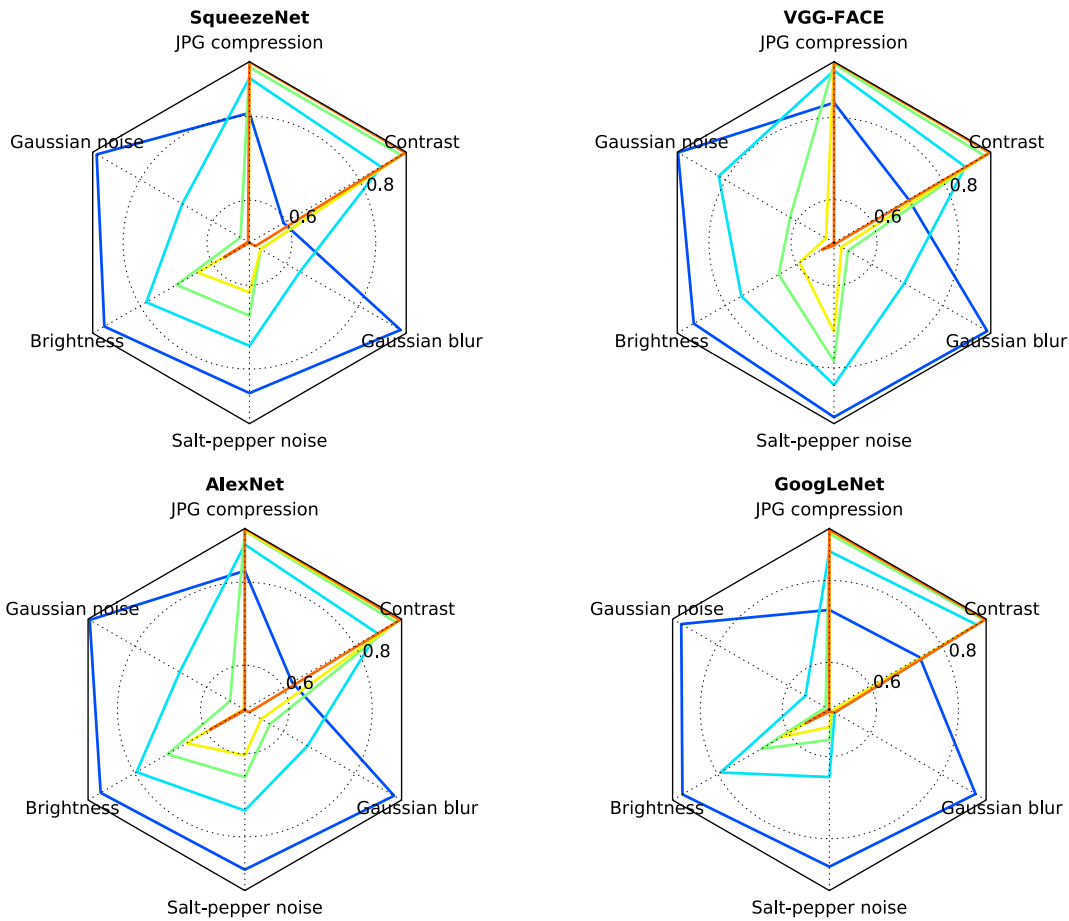 SqueezeNet
JPG compression
Gaussian noise
Contrast
0.8
0.6
Brightness
Gaussian blur
Salt-pepper noise
VGG-FACE
JPG compression
Gaussian noise
Contrast
0.8
0.6
Brightness
Gaussian blur
Salt-pepper noise
AlexNet
JPG compression
Gaussian noise
Contrast
0.8
0.6
Brightness
Gaussian blur
Salt-pepper noise
GoogLeNet
JPG compression
Gaussian noise
Contrast
0.8
0.6
Brightness
Gaussian blur
Salt-pepper noise